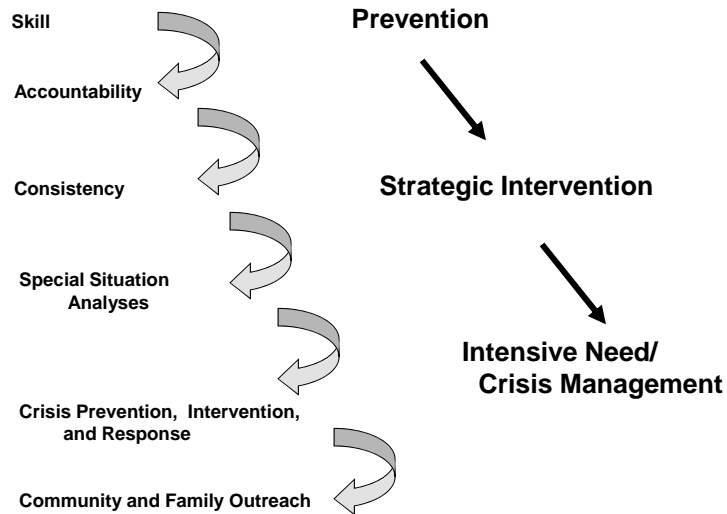 Skill
Prevention
Accountability
Consistency
Strategic Intervention
Special Situation
Analyses
Intensive Need/
Crisis Management
Crisis Prevention, Intervention,
and Response
Community and Family Outreach